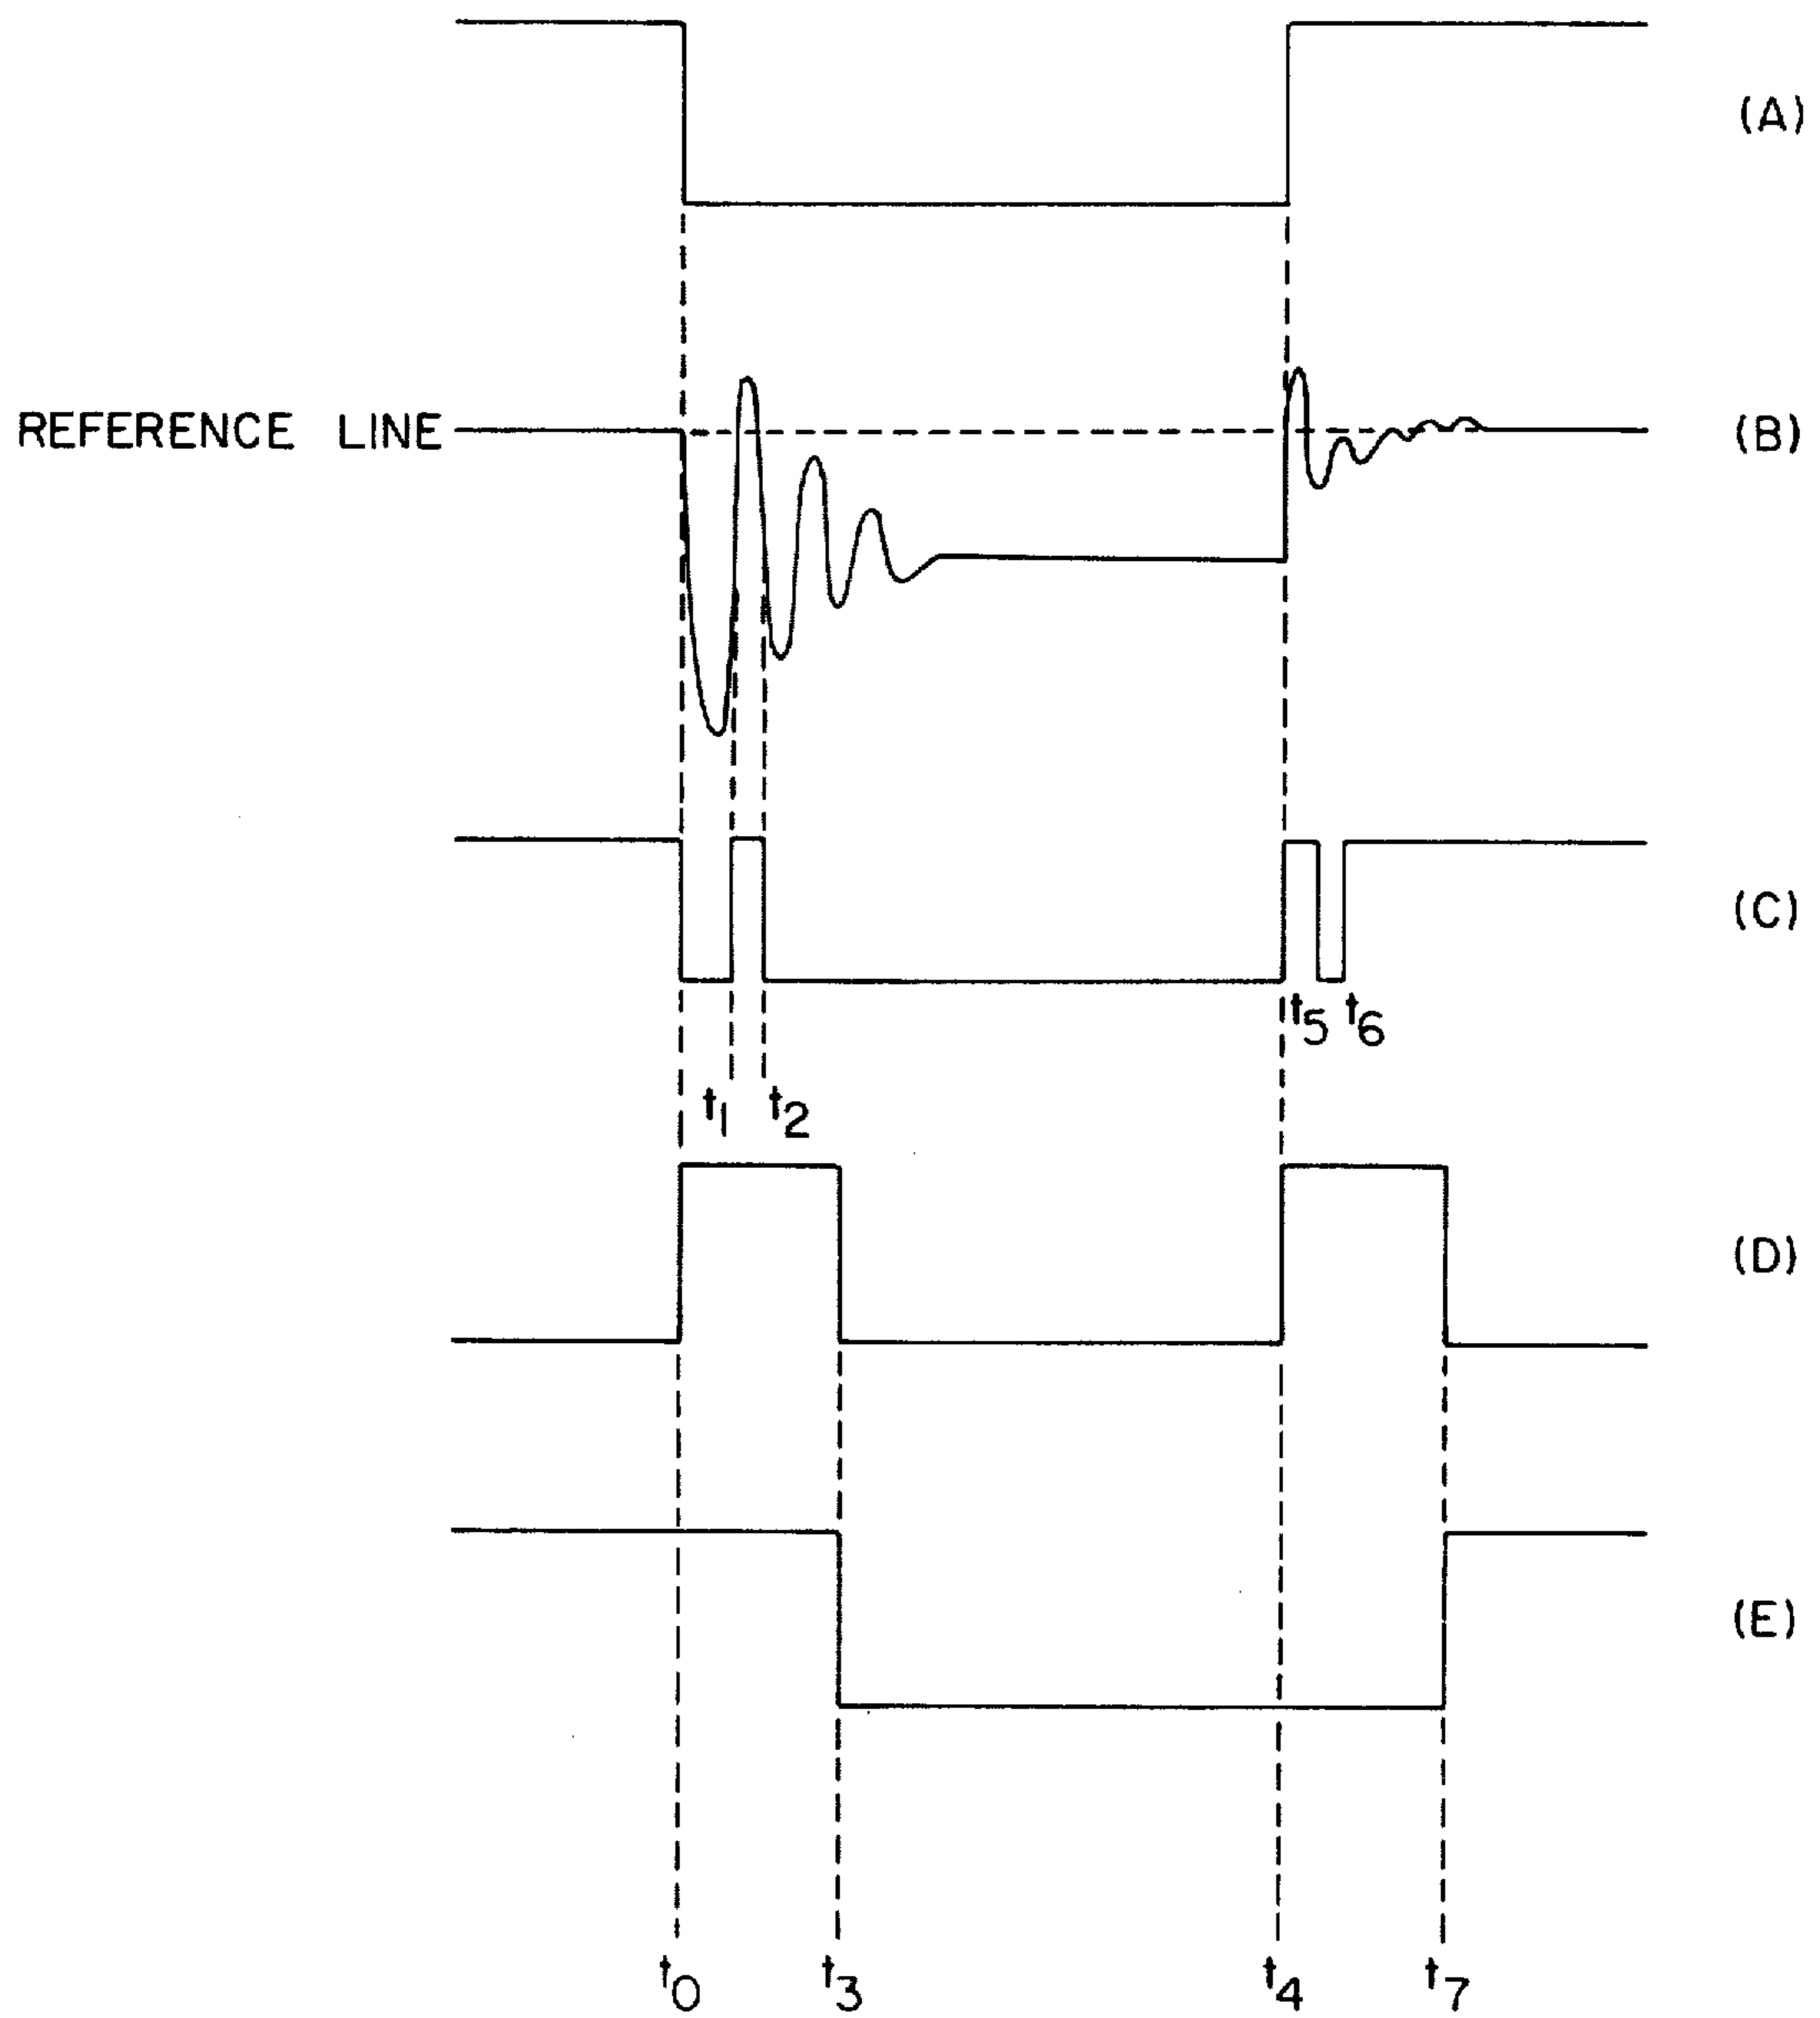 (A)
REFERENCE LINE
(B)
(C)
t5 t6
t1 t2
(D)
(E)
t0 t3 t4 t7